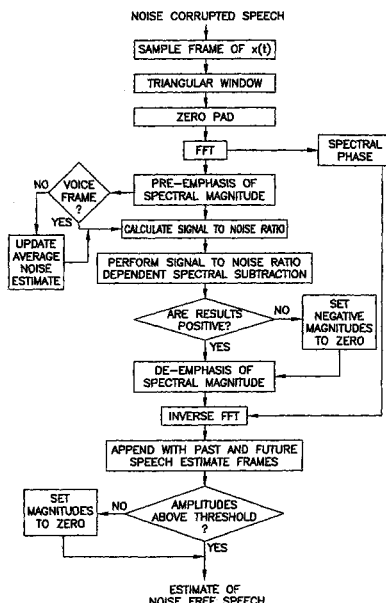 NOISE CORRUPTED SPEECH
SAMPLE FRAME OF x(t)
TRIANGULAR WINDOW
ZERO PAD
FFT
SPECTRAL
PHASE
PRE-EMPHASIS OF
SPECTRAL MAGNITUDE
VOICE
FRAME
?
NO
YES
UPDATE
AVERAGE
NOISE
ESTIMATE
CALCULATE SIGNAL TO NOISE RATIO
PERFORM SIGNAL TO NOISE RATIO
DEPENDENT SPECTRAL SUBTRACTION
ARE RESULTS
POSITIVE?
NO
YES
SET
NEGATIVE
MAGNITUDES
TO ZERO
DE-EMPHASIS OF
SPECTRAL MAGNITUDE
INVERSE FFT
APPEND WITH PAST AND FUTURE
SPEECH ESTIMATE FRAMES
AMPLITUDES
ABOVE THRESHOLD
?
NO
YES
SET
MAGNITUDES
TO ZERO
ESTIMATE OF
NOISE FREE SPEECH